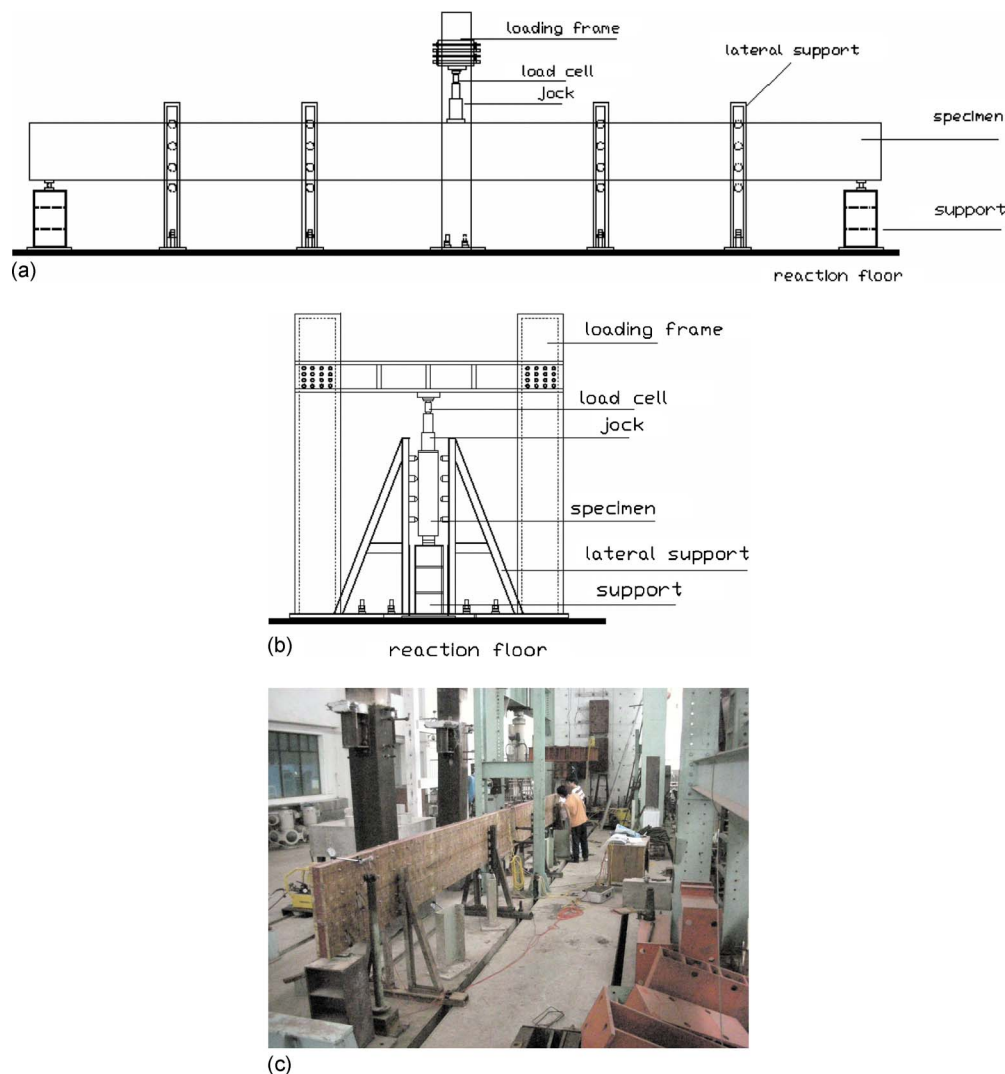 loading frame
lateral support
load cell
jock
specimen
support
(a)
reaction floor
loading frame
load cell
jock
specimen
lateral support
support
(b)
reaction floor
(c)